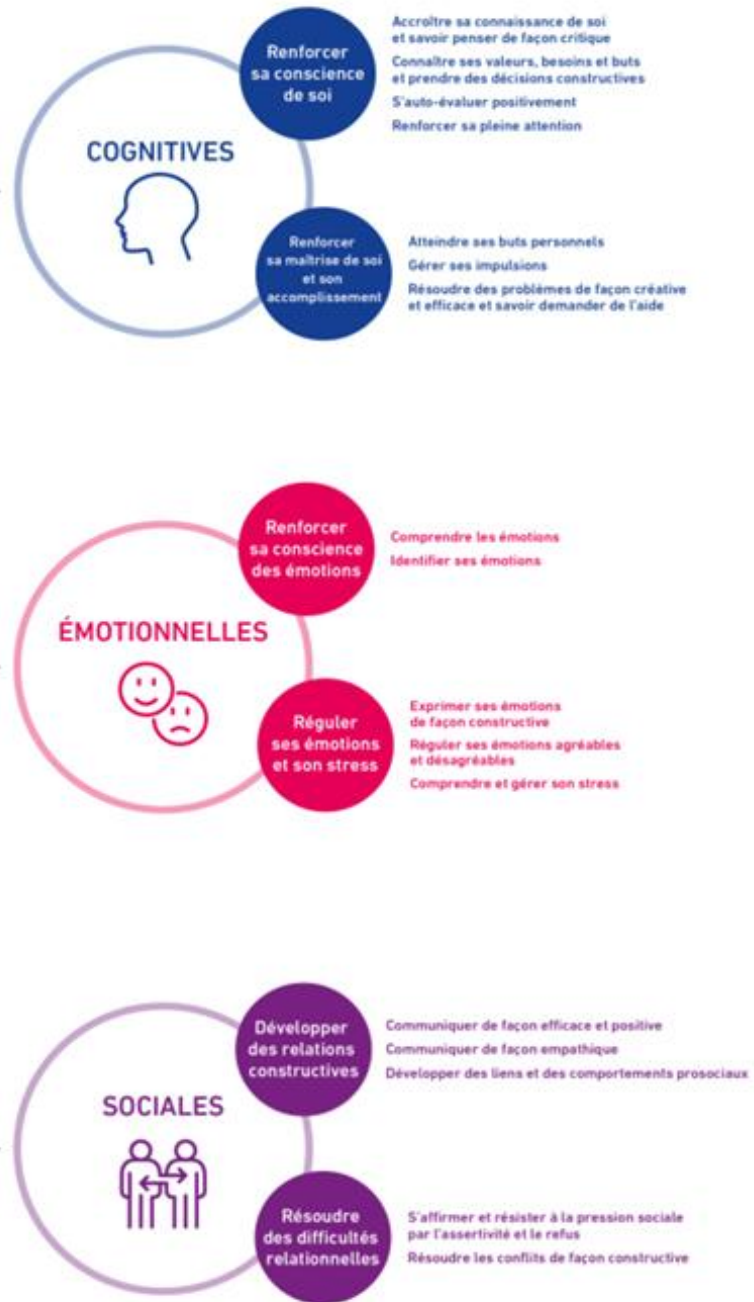 COGNITIVES
Renforcer
sa conscience
de soi
Accroître sa connaissance de soi
et savoir penser de façon critique
Connaître ses valeurs, besoins et buts
et prendre des décisions constructives
S'auto-évaluer positivement
Renforcer sa pleine attention
Renforcer
sa maîtrise de soi
et son
accomplissement
Atteindre ses buts personnels
Gérer ses impulsions
Résoudre des problèmes de façon créative
et efficace et savoir demander de l'aide
ÉMOTIONNELLES
Renforcer
sa conscience
des émotions
Comprendre les émotions
Identifier ses émotions
Réguler
ses émotions
et son stress
Exprimer ses émotions
de façon constructive
Réguler ses émotions agréables
et désagréables
Comprendre et gérer son stress
SOCIALES
Développer
des relations
constructives
Communiquer de façon efficace et positive
Communiquer de façon empathique
Développer des liens et des comportements prosociaux
Résoudre
des difficultés
relationnelles
S'affirmer et résister à la pression sociale
par l'assertivité et le refus
Résoudre les conflits de façon constructive